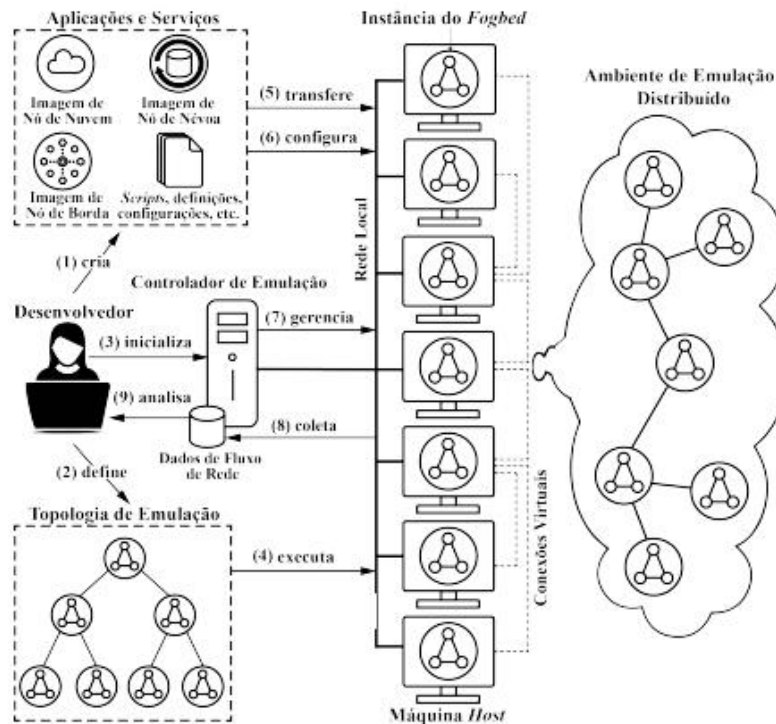 Aplicações e Serviços
Imagem de
Nó de Nuvem
Imagem de
Nó de Névoa
Imagem de
Nó de Borda
Scripts, definições,
configurações, etc.
(1) cria
Desenvolvedor
(3) inicializa
(9) analisa
(2) define
Controlador de Emulação
Dados de Fluxo
de Rede
Topologia de Emulação
(5) transfere
(6) configura
(7) gerencia
(8) coleta
(4) executa
Rede Local
Instância do Fogbed
Máquina Host
Conexões Virtuais
Ambiente de Emulação
Distribuído